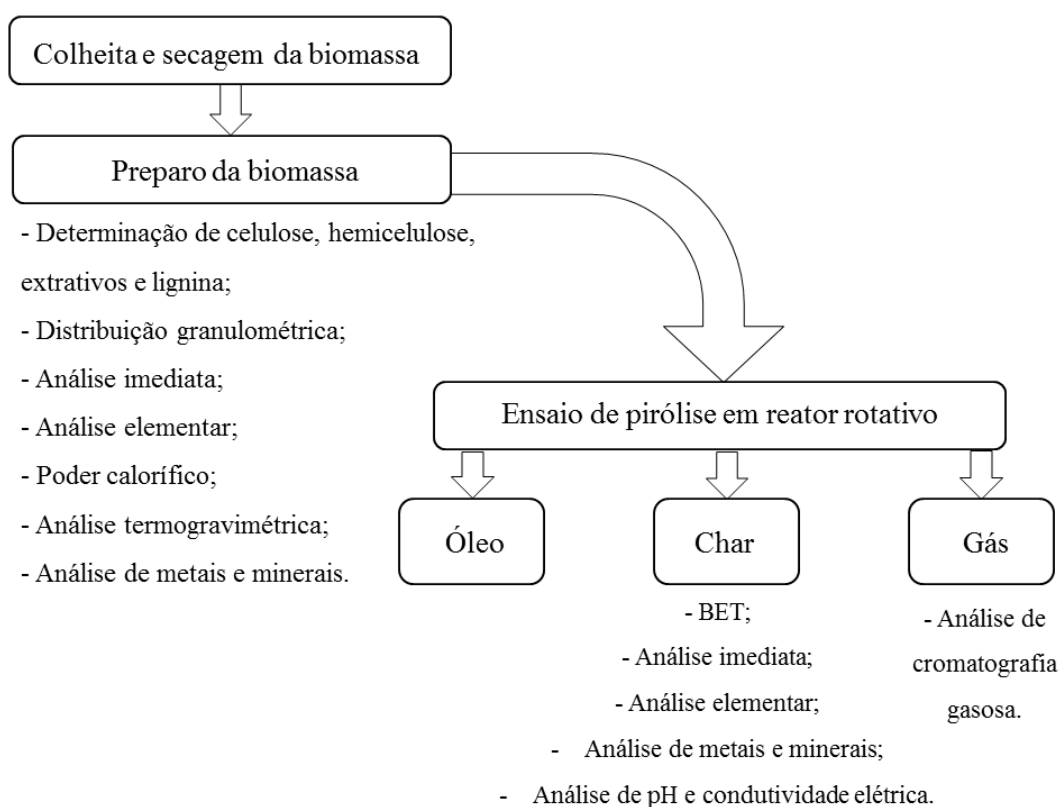 Colheita e secagem da biomassa
Preparo da biomassa
- Determinação de celulose, hemicelulose,
extrativos e lignina;
- Distribuição granulométrica;
- Análise imediata;
- Análise elementar;
- Poder calorífico;
- Análise termogravimétrica;
- Análise de metais e minerais.
Ensaio de pirólise em reator rotativo
Óleo
Char
- BET;
- Análise imediata;
- Análise elementar;
- Análise de metais e minerais;
- Análise de pH e condutividade elétrica.
Gás
- Análise de
cromatografia
gasosa.